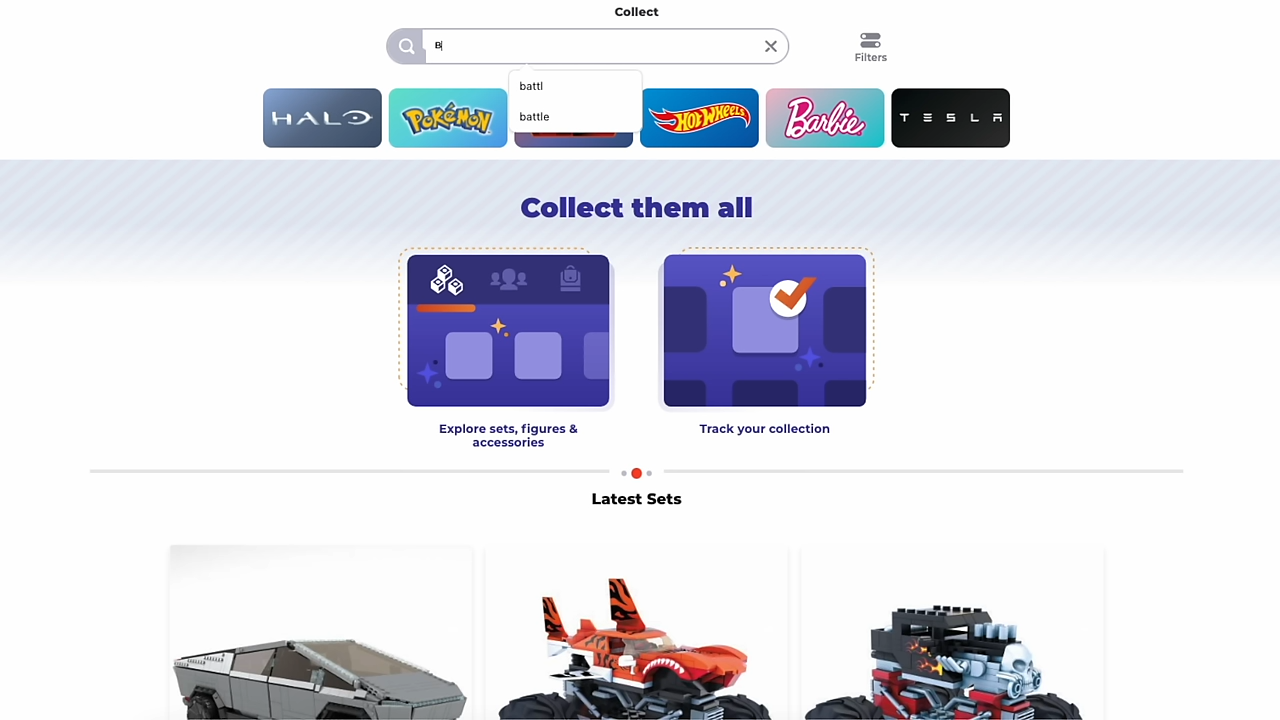 Collect
B
Filters
battl
battle
HALO
POKéMON
HOT WHEELS
Barbie
TESLA
Collect them all
Explore sets, figures &
accessories
Track your collection
Latest Sets